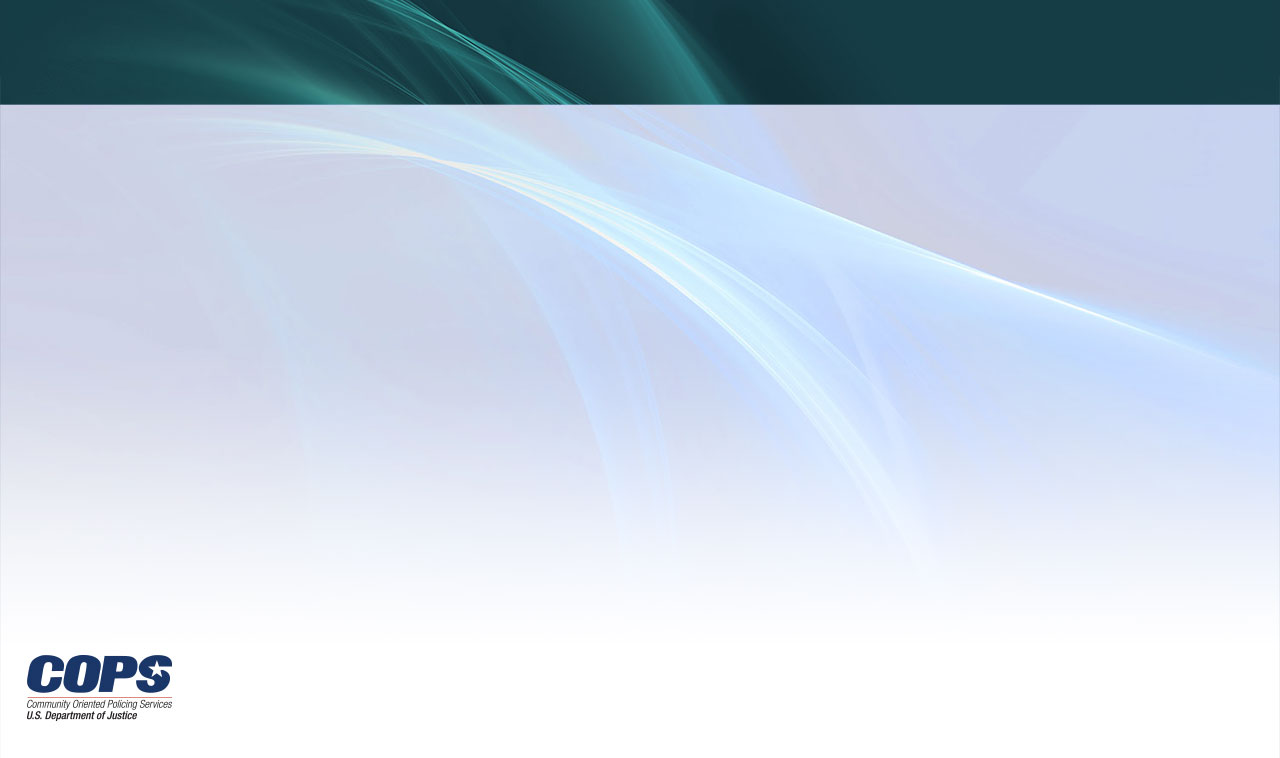 COPS
Community Oriented Policing Services
U.S. Department of Justice